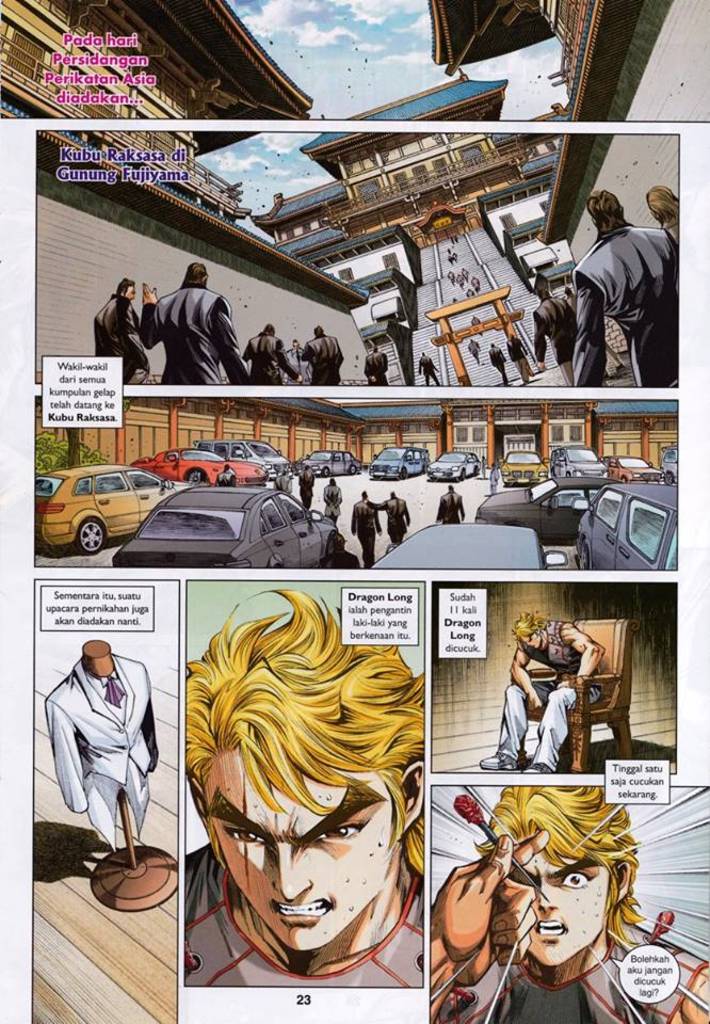 Pada hari
Persidangan
Perikatan Asia
diadakan...
Kubu Raksasa di
Gunung Fujiyama
Wakil-wakil
dari semua
kumpulan gelap
telah datang ke
Kubu Raksasa.
Sementara itu, suatu
upacara pernikahan juga
akan diadakan nanti.
Dragon Long
ialah pengantin
laki-laki yang
berkenaan itu.
Sudah
11 kali
Dragon
Long
dicucuk.
Tinggal satu
saja cucukan
sekarang.
Bolehkah
aku jangan
dicucuk
lagi?
23